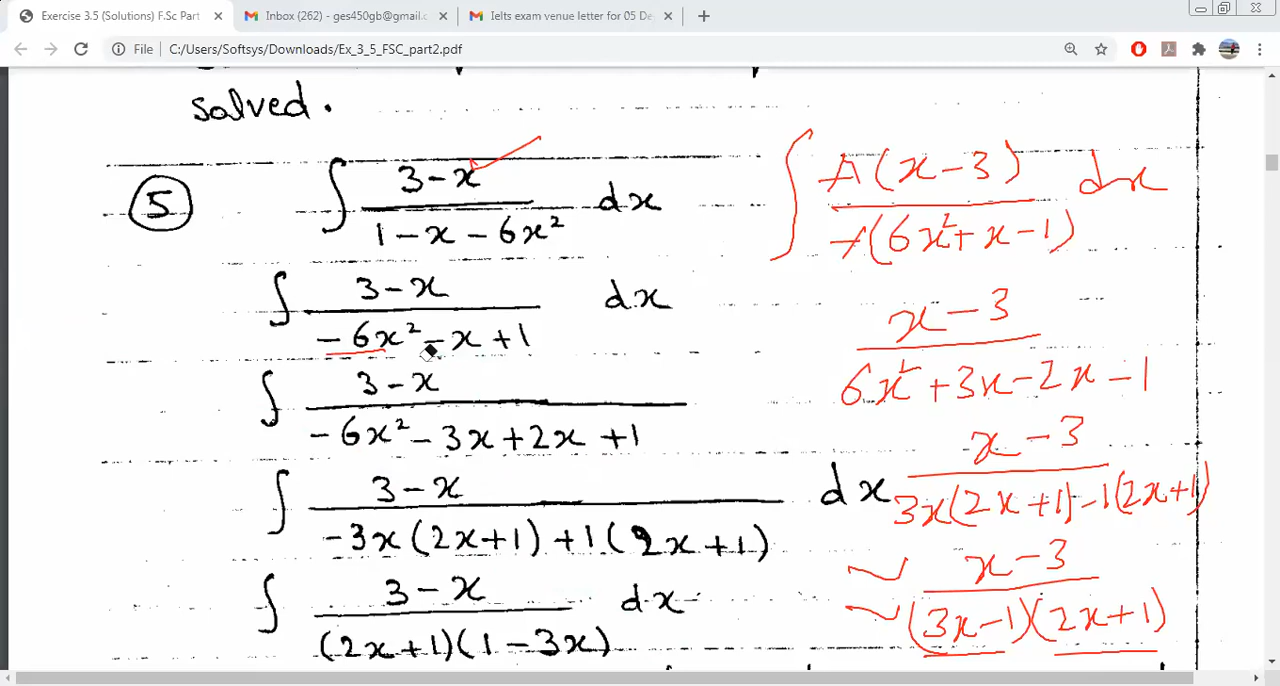 Exercise 3.5 (Solutions) F.Sc Part
Inbox (262) - ges450gb@gmail.c
Ielts exam venue letter for 05 De
File C:/Users/Softsys/Downloads/Ex_3_5_FSC_part2.pdf
solved.
5 ∫ (3-x)/(1-x-6x²) dx
∫ (3-x)/(-6x²-x+1) dx
∫ (3-x)/(-6x²-3x+2x+1)
∫ (3-x)/(-3x(2x+1)+1(2x+1)) dx
∫ (3-x)/((2x+1)(1-3x)) dx
∫ -1(x-3)/-1(6x²+x-1) dx
(x-3)/(6x²+3x-2x-1)
(x-3)/(3x(2x+1)-1(2x+1))
(x-3)/((3x-1)(2x+1))